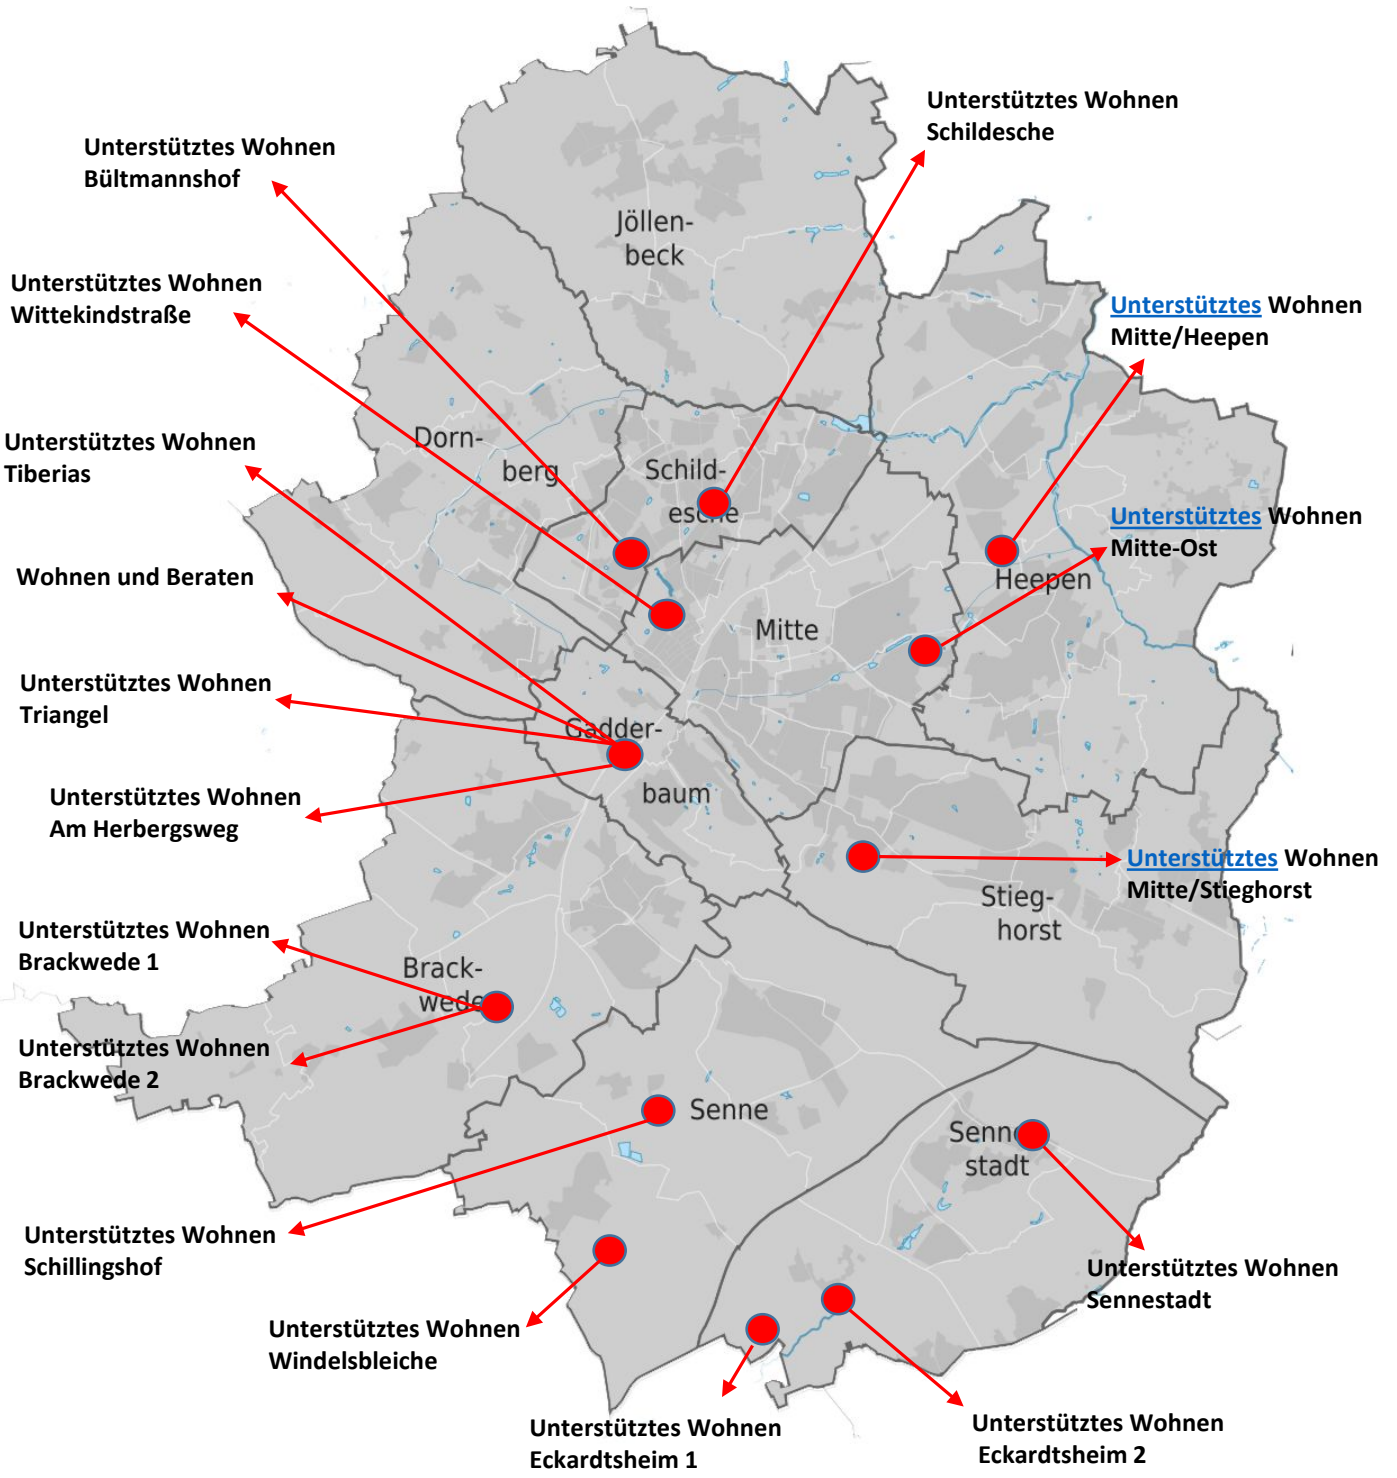 Unterstütztes Wohnen
Schildesche
Unterstütztes Wohnen
Bültmannshof
Jöllen-
beck
Unterstütztes Wohnen
Wittekindstraße
Unterstütztes Wohnen
Mitte/Heepen
Unterstütztes Wohnen
Tiberias
Dorn-
berg
Schild-
esche
Unterstütztes Wohnen
Mitte-Ost
Wohnen und Beraten
Heepen
Mitte
Unterstütztes Wohnen
Triangel
Gadder-
baum
Unterstütztes Wohnen
Am Herbergsweg
Unterstütztes Wohnen
Mitte/Stieghorst
Stieg-
horst
Unterstütztes Wohnen
Brackwede 1
Brack-
wede
Unterstütztes Wohnen
Brackwede 2
Senne
Senne
stadt
Unterstütztes Wohnen
Schillingshof
Unterstütztes Wohnen
Sennestadt
Unterstütztes Wohnen
Windelsbleiche
Unterstütztes Wohnen
Eckardtsheim 1
Unterstütztes Wohnen
Eckardtsheim 2